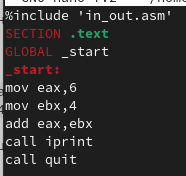 %include 'in_out.asm'
SECTION .text
GLOBAL _start
_start:
mov eax,6
mov ebx,4
add eax,ebx
call iprint
call quit